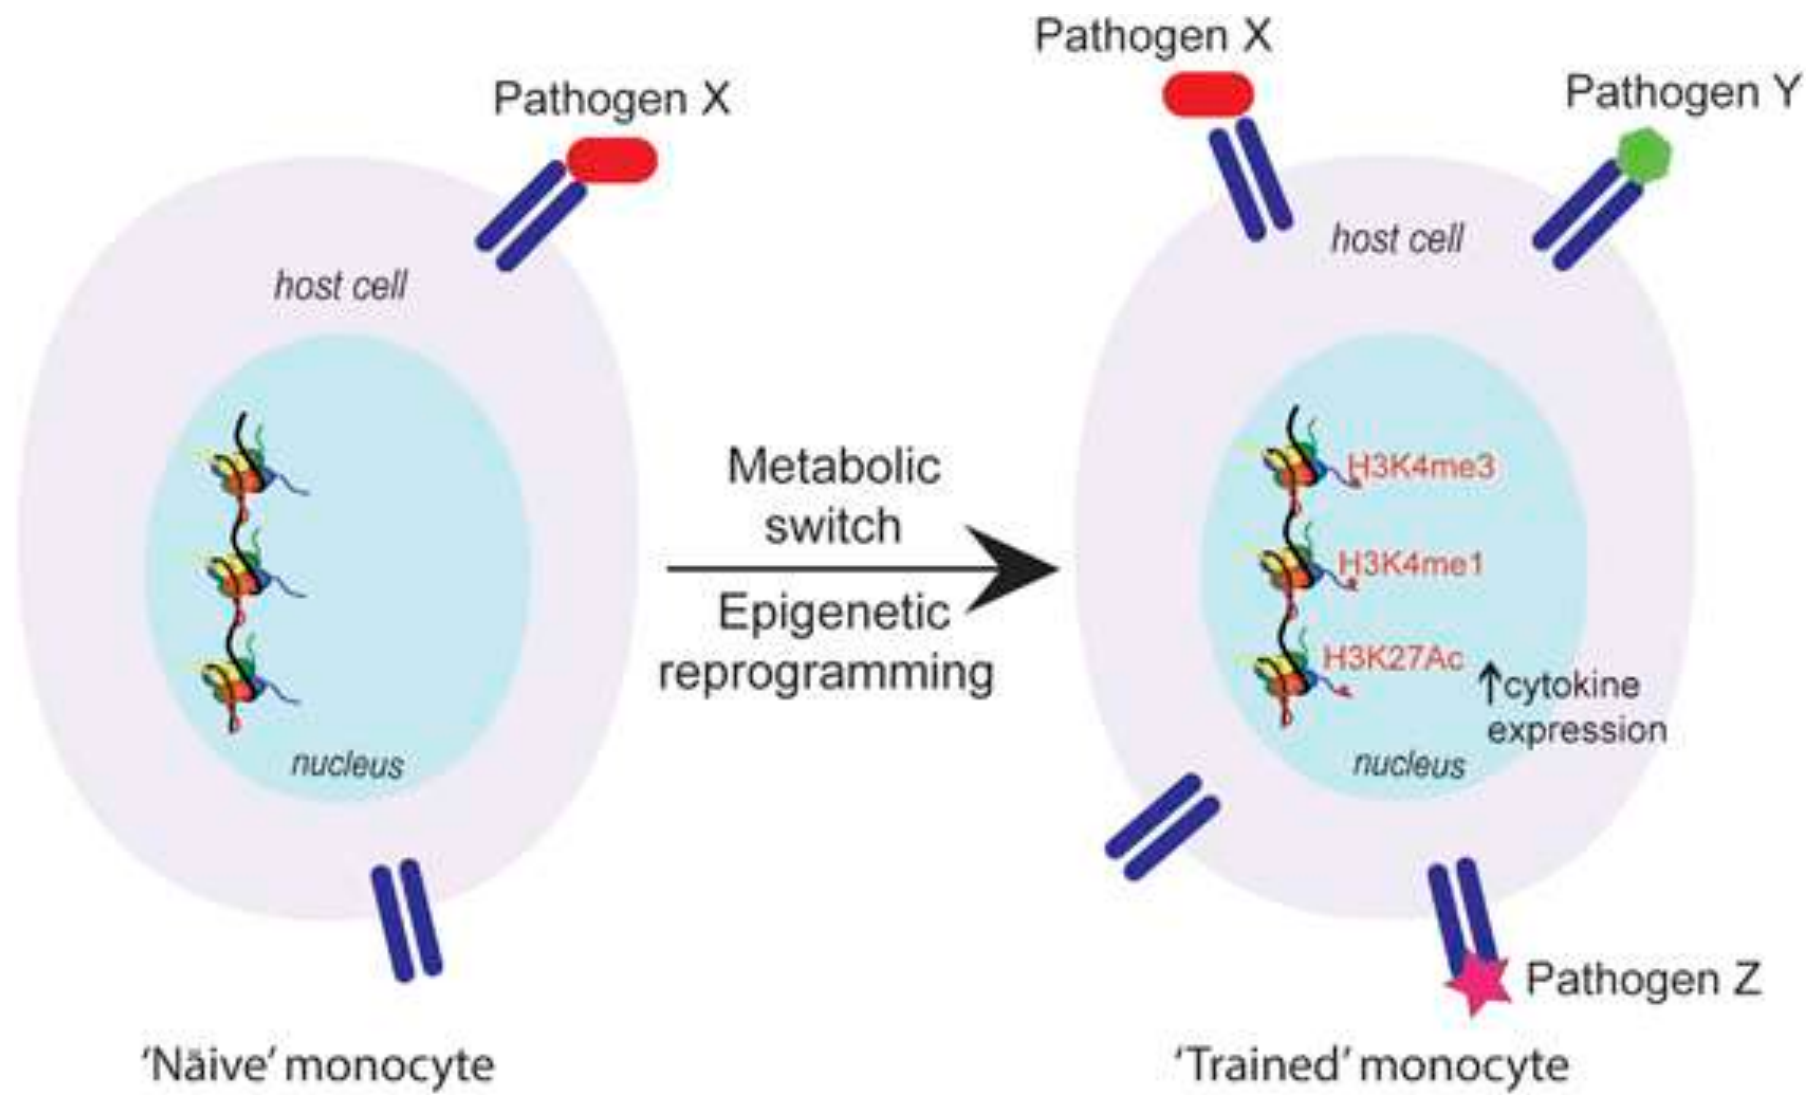 Pathogen X
host cell
nucleus
'Näive' monocyte
Metabolic
switch
Epigenetic
reprogramming
Pathogen X
Pathogen Y
host cell
H3K4me3
H3K4me1
H3K27Ac
↑cytokine
expression
nucleus
Pathogen Z
'Trained' monocyte